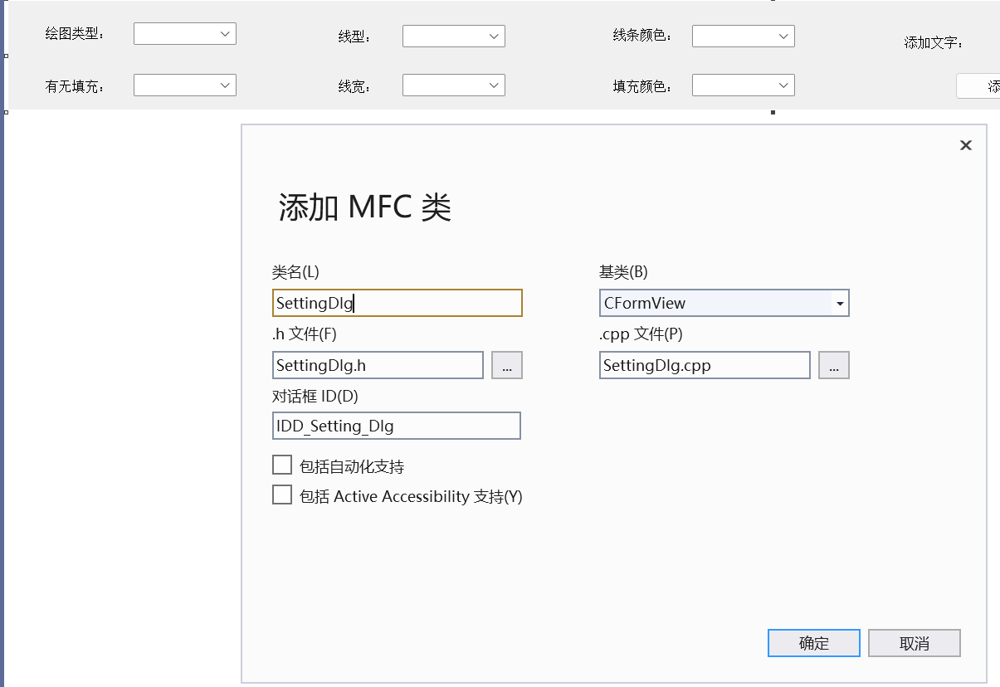 绘图类型：
线型：
线条颜色：
添加文字：
有无填充：
线宽：
填充颜色：
添
添加 MFC 类
类名(L)
基类(B)
SettingDlg
CFormView
.h 文件(F)
.cpp 文件(P)
SettingDlg.h
...
SettingDlg.cpp
...
对话框 ID(D)
IDD_Setting_Dlg
包括自动化支持
包括 Active Accessibility 支持(Y)
确定
取消